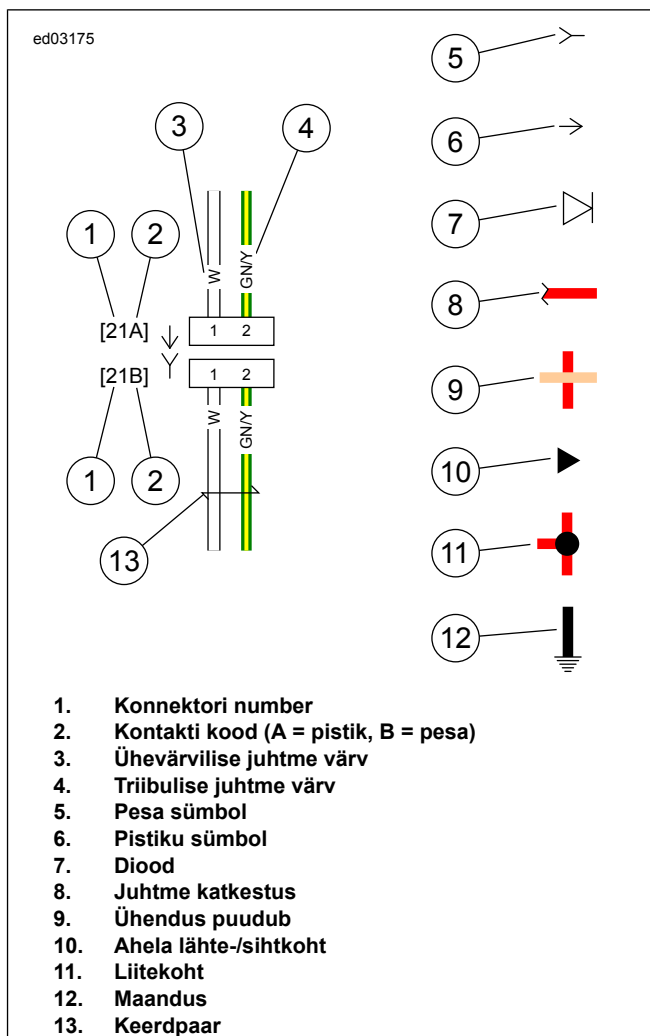 ed03175
5
3
4
6
1
2
7
W
GN/Y
8
[21A]
1 2
[21B]
1 2
9
W
GN/Y
1
2
10
13
11
12
1. Konnektori number
2. Kontakti kood (A = pistik, B = pesa)
3. Ühevärvilise juhtme värv
4. Triibulise juhtme värv
5. Pesa sümbol
6. Pistiku sümbol
7. Diood
8. Juhtme katkestus
9. Ühendus puudub
10. Ahela lähte-/sihtkoht
11. Liitekoht
12. Maandus
13. Keerdpaar